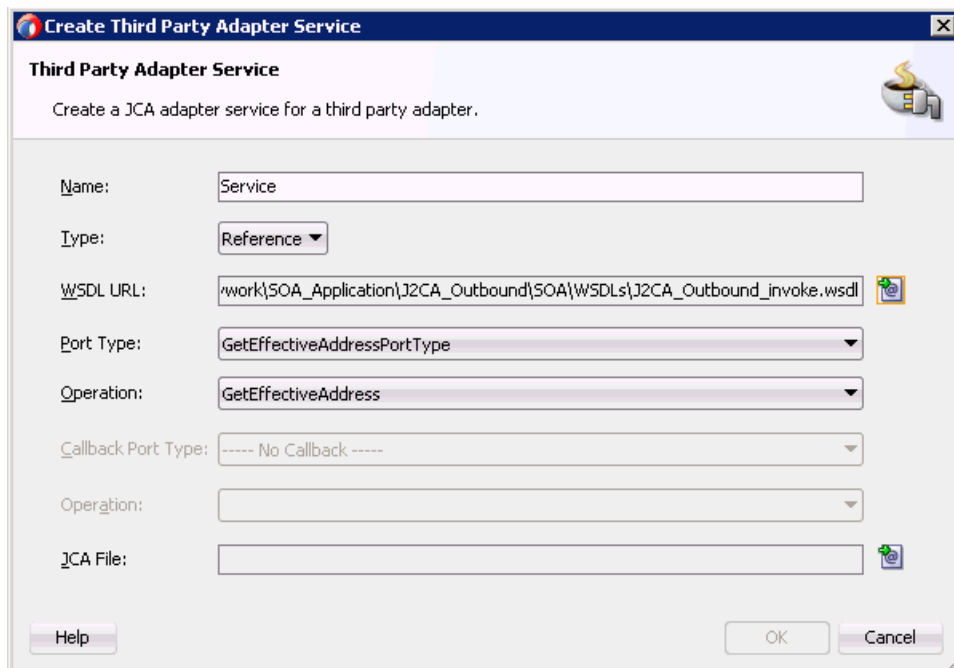 Create Third Party Adapter Service
Third Party Adapter Service
Create a JCA adapter service for a third party adapter.
Name: Service
Type: Reference
WSDL URL: work\SOA_Application\J2CA_Outbound\SOA\WSDLs\J2CA_Outbound_invoke.wsdl
Port Type: GetEffectiveAddressPortType
Operation: GetEffectiveAddress
Callback Port Type: ----- No Callback -----
Operation:
JCA File:
Help OK Cancel